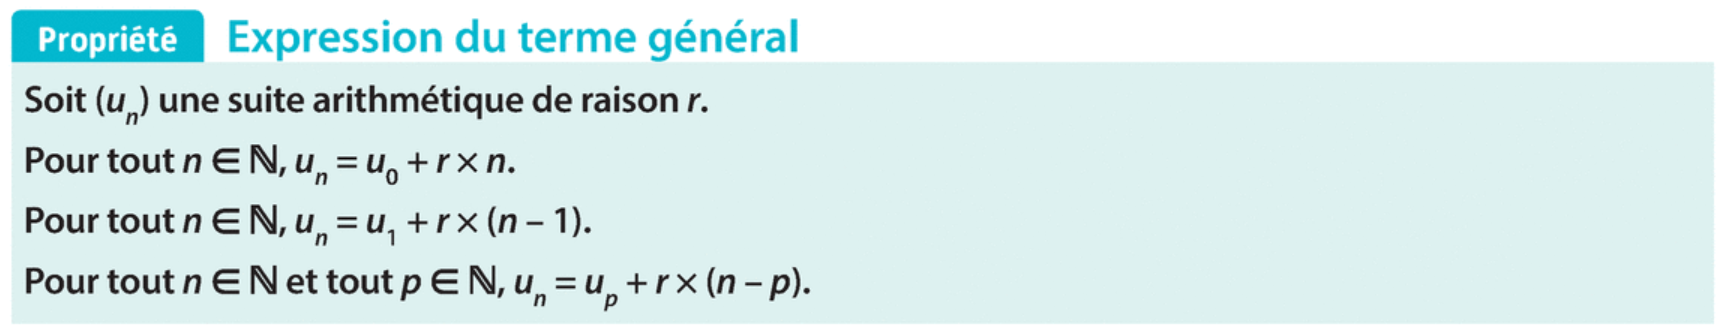 Propriété Expression du terme général
Soit (uₙ) une suite arithmétique de raison r.
Pour tout n ∈ ℕ, uₙ = u₀ + r × n.
Pour tout n ∈ ℕ, uₙ = u₁ + r × (n – 1).
Pour tout n ∈ ℕ et tout p ∈ ℕ, uₙ = uₚ + r × (n – p).